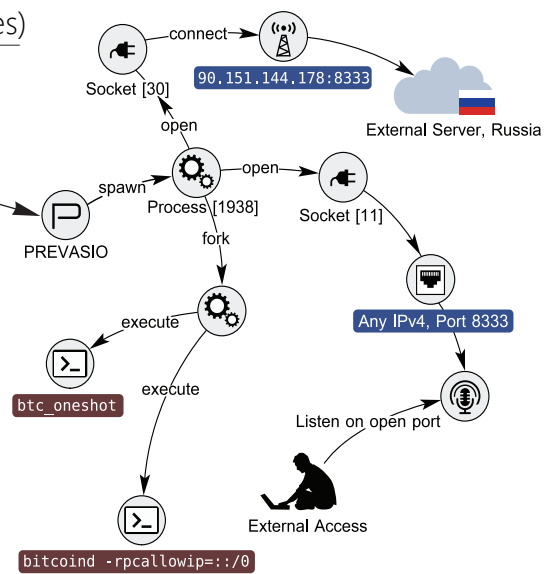 es)
connect
Socket [30]
90.151.144.178:8333
External Server, Russia
open
spawn
Process [1938]
open
Socket [11]
PREVASIO
fork
Any IPv4, Port 8333
execute
btc_oneshot
execute
Listen on open port
External Access
bitcoind -rpcallowip=::/0